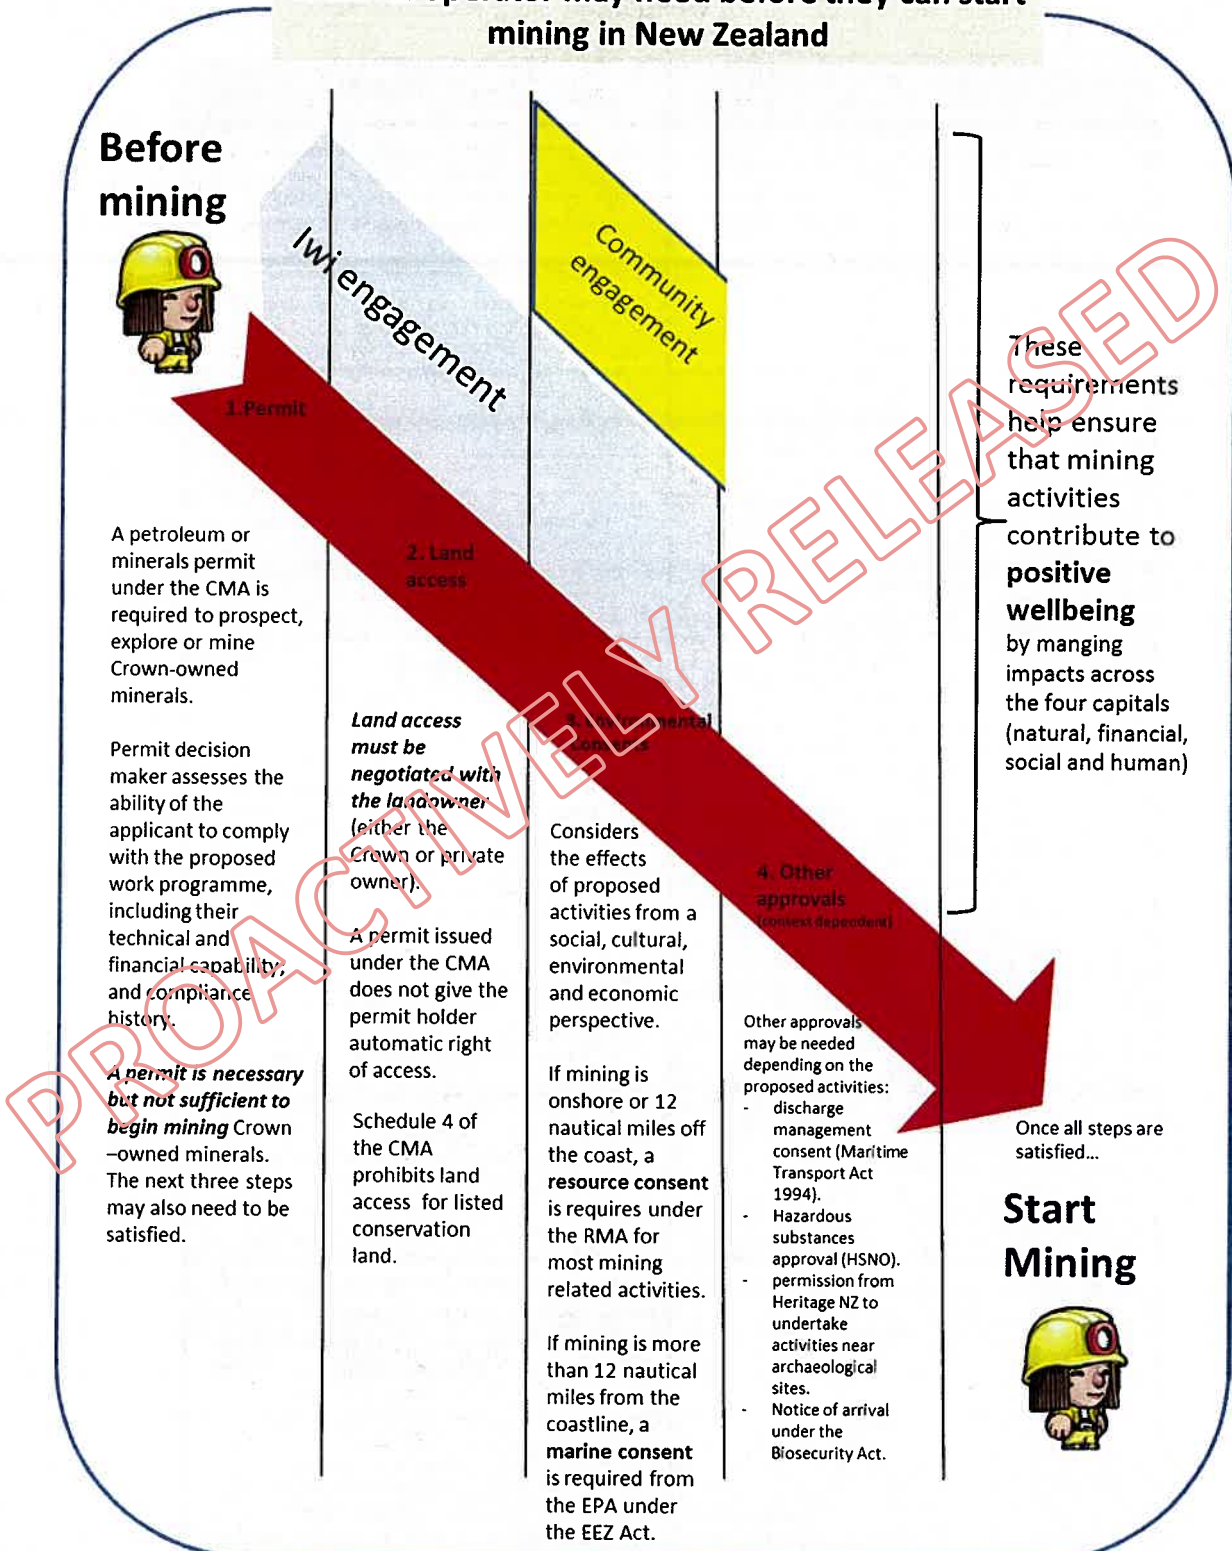 operator may need before they can start
mining in New Zealand
Before
mining
Iwi engagement
Community
engagement
1.Permit
2. Land
access
3. Environmental
Consents
4. Other
approvals
(context dependent)
A petroleum or
minerals permit
under the CMA is
required to prospect,
explore or mine
Crown-owned
minerals.
Permit decision
maker assesses the
ability of the
applicant to comply
with the proposed
work programme,
including their
technical and
financial capability,
and compliance
history.
A permit is necessary
but not sufficient to
begin mining Crown
–owned minerals.
The next three steps
may also need to be
satisfied.
Land access
must be
negotiated with
the landowner
(either the
Crown or private
owner).
A permit issued
under the CMA
does not give the
permit holder
automatic right
of access.
Schedule 4 of
the CMA
prohibits land
access for listed
conservation
land.
Considers
the effects
of proposed
activities from a
social, cultural,
environmental
and economic
perspective.
If mining is
onshore or 12
nautical miles off
the coast, a
resource consent
is requires under
the RMA for
most mining
related activities.
If mining is more
than 12 nautical
miles from the
coastline, a
marine consent
is required from
the EPA under
the EEZ Act.
Other approvals
may be needed
depending on the
proposed activities:
- discharge
management
consent (Maritime
Transport Act
1994).
- Hazardous
substances
approval (HSNO).
- permission from
Heritage NZ to
undertake
activities near
archaeological
sites.
- Notice of arrival
under the
Biosecurity Act.
These
requirements
help ensure
that mining
activities
contribute to
positive
wellbeing
by manging
impacts across
the four capitals
(natural, financial,
social and human)
Once all steps are
satisfied...
Start
Mining
PROACTIVELY RELEASED